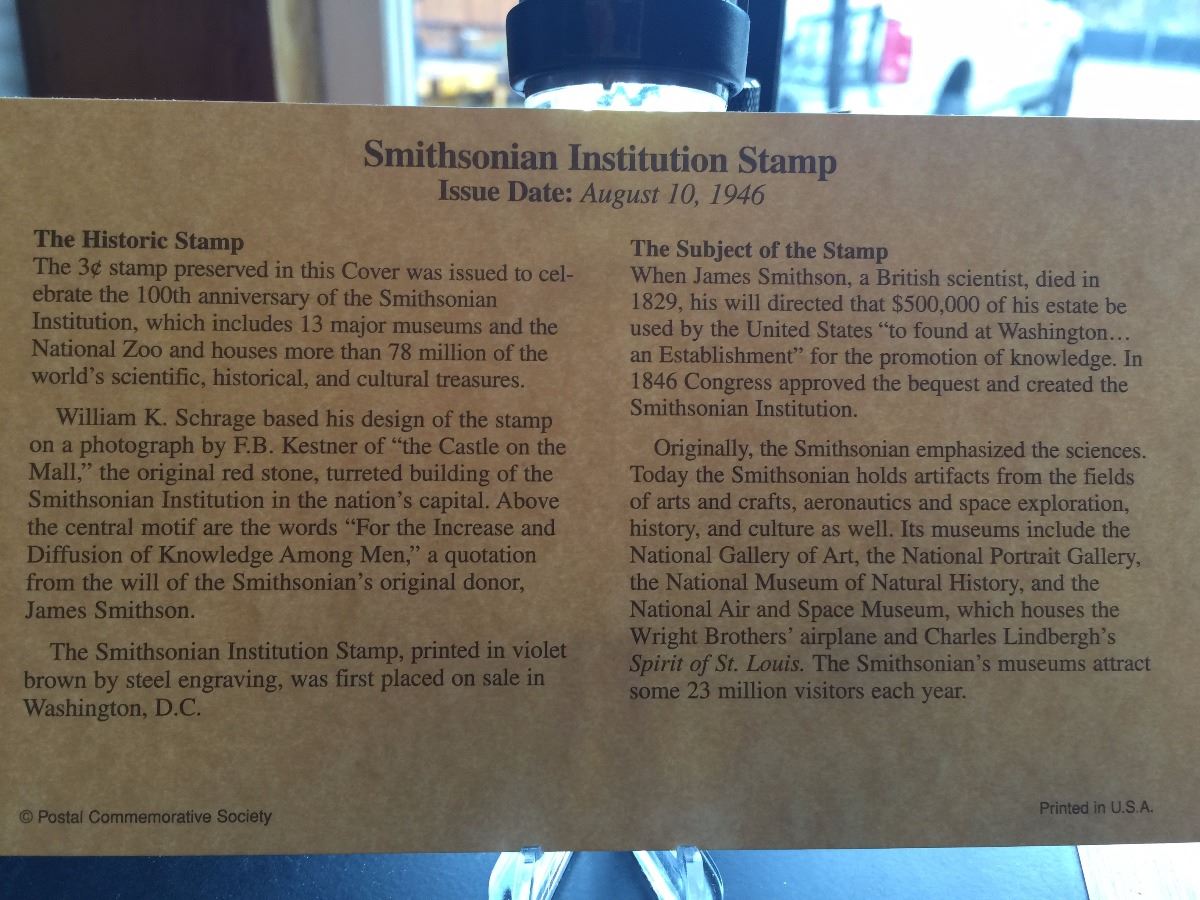 Smithsonian Institution Stamp
Issue Date: August 10, 1946
The Historic Stamp
The 3¢ stamp preserved in this Cover was issued to cel-
ebrate the 100th anniversary of the Smithsonian
Institution, which includes 13 major museums and the
National Zoo and houses more than 78 million of the
world's scientific, historical, and cultural treasures.
William K. Schrage based his design of the stamp
on a photograph by F.B. Kestner of "the Castle on the
Mall," the original red stone, turreted building of the
Smithsonian Institution in the nation's capital. Above
the central motif are the words "For the Increase and
Diffusion of Knowledge Among Men," a quotation
from the will of the Smithsonian's original donor,
James Smithson.
The Smithsonian Institution Stamp, printed in violet
brown by steel engraving, was first placed on sale in
Washington, D.C.
The Subject of the Stamp
When James Smithson, a British scientist, died in
1829, his will directed that $500,000 of his estate be
used by the United States "to found at Washington...
an Establishment" for the promotion of knowledge. In
1846 Congress approved the bequest and created the
Smithsonian Institution.
Originally, the Smithsonian emphasized the sciences.
Today the Smithsonian holds artifacts from the fields
of arts and crafts, aeronautics and space exploration,
history, and culture as well. Its museums include the
National Gallery of Art, the National Portrait Gallery,
the National Museum of Natural History, and the
National Air and Space Museum, which houses the
Wright Brothers' airplane and Charles Lindbergh's
Spirit of St. Louis. The Smithsonian's museums attract
some 23 million visitors each year.
© Postal Commemorative Society
Printed in U.S.A.